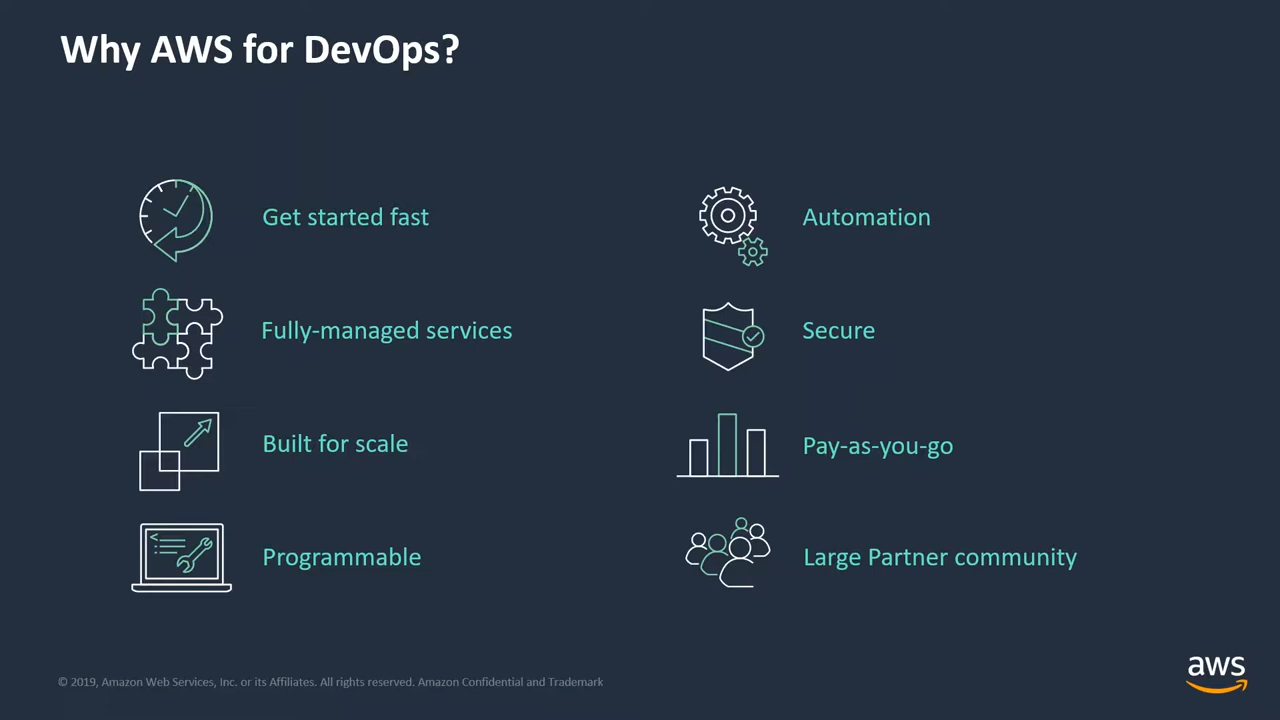 Why AWS for DevOps?
Get started fast
Automation
Fully-managed services
Secure
Built for scale
Pay-as-you-go
Programmable
Large Partner community
© 2019, Amazon Web Services, Inc. or its Affiliates. All rights reserved. Amazon Confidential and Trademark
aws